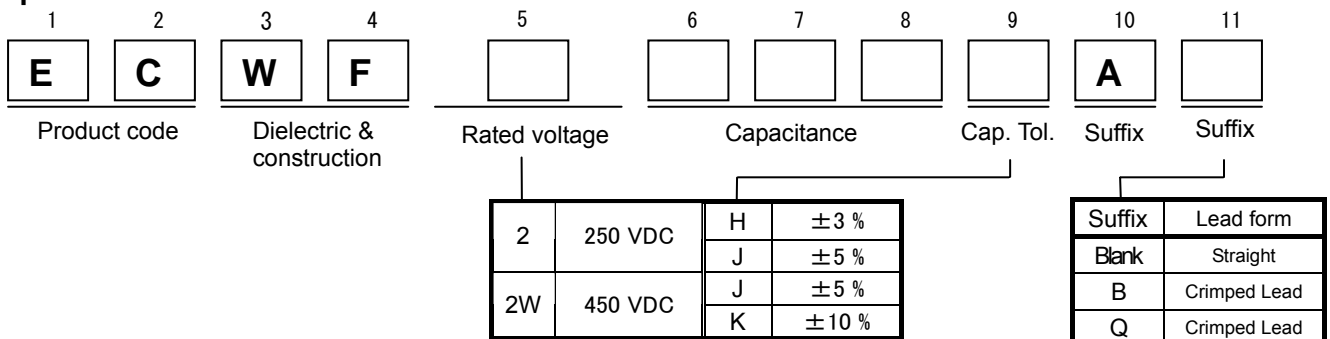 1 2 3 4 5 6 7 8 9 10 11
E C W F A
Product code Dielectric & construction Rated voltage Capacitance Cap. Tol. Suffix Suffix
2 250 VDC H ±3 %
J ±5 %
2W 450 VDC J ±5 %
K ±10 %
Suffix Lead form
Blank Straight
B Crimped Lead
Q Crimped Lead